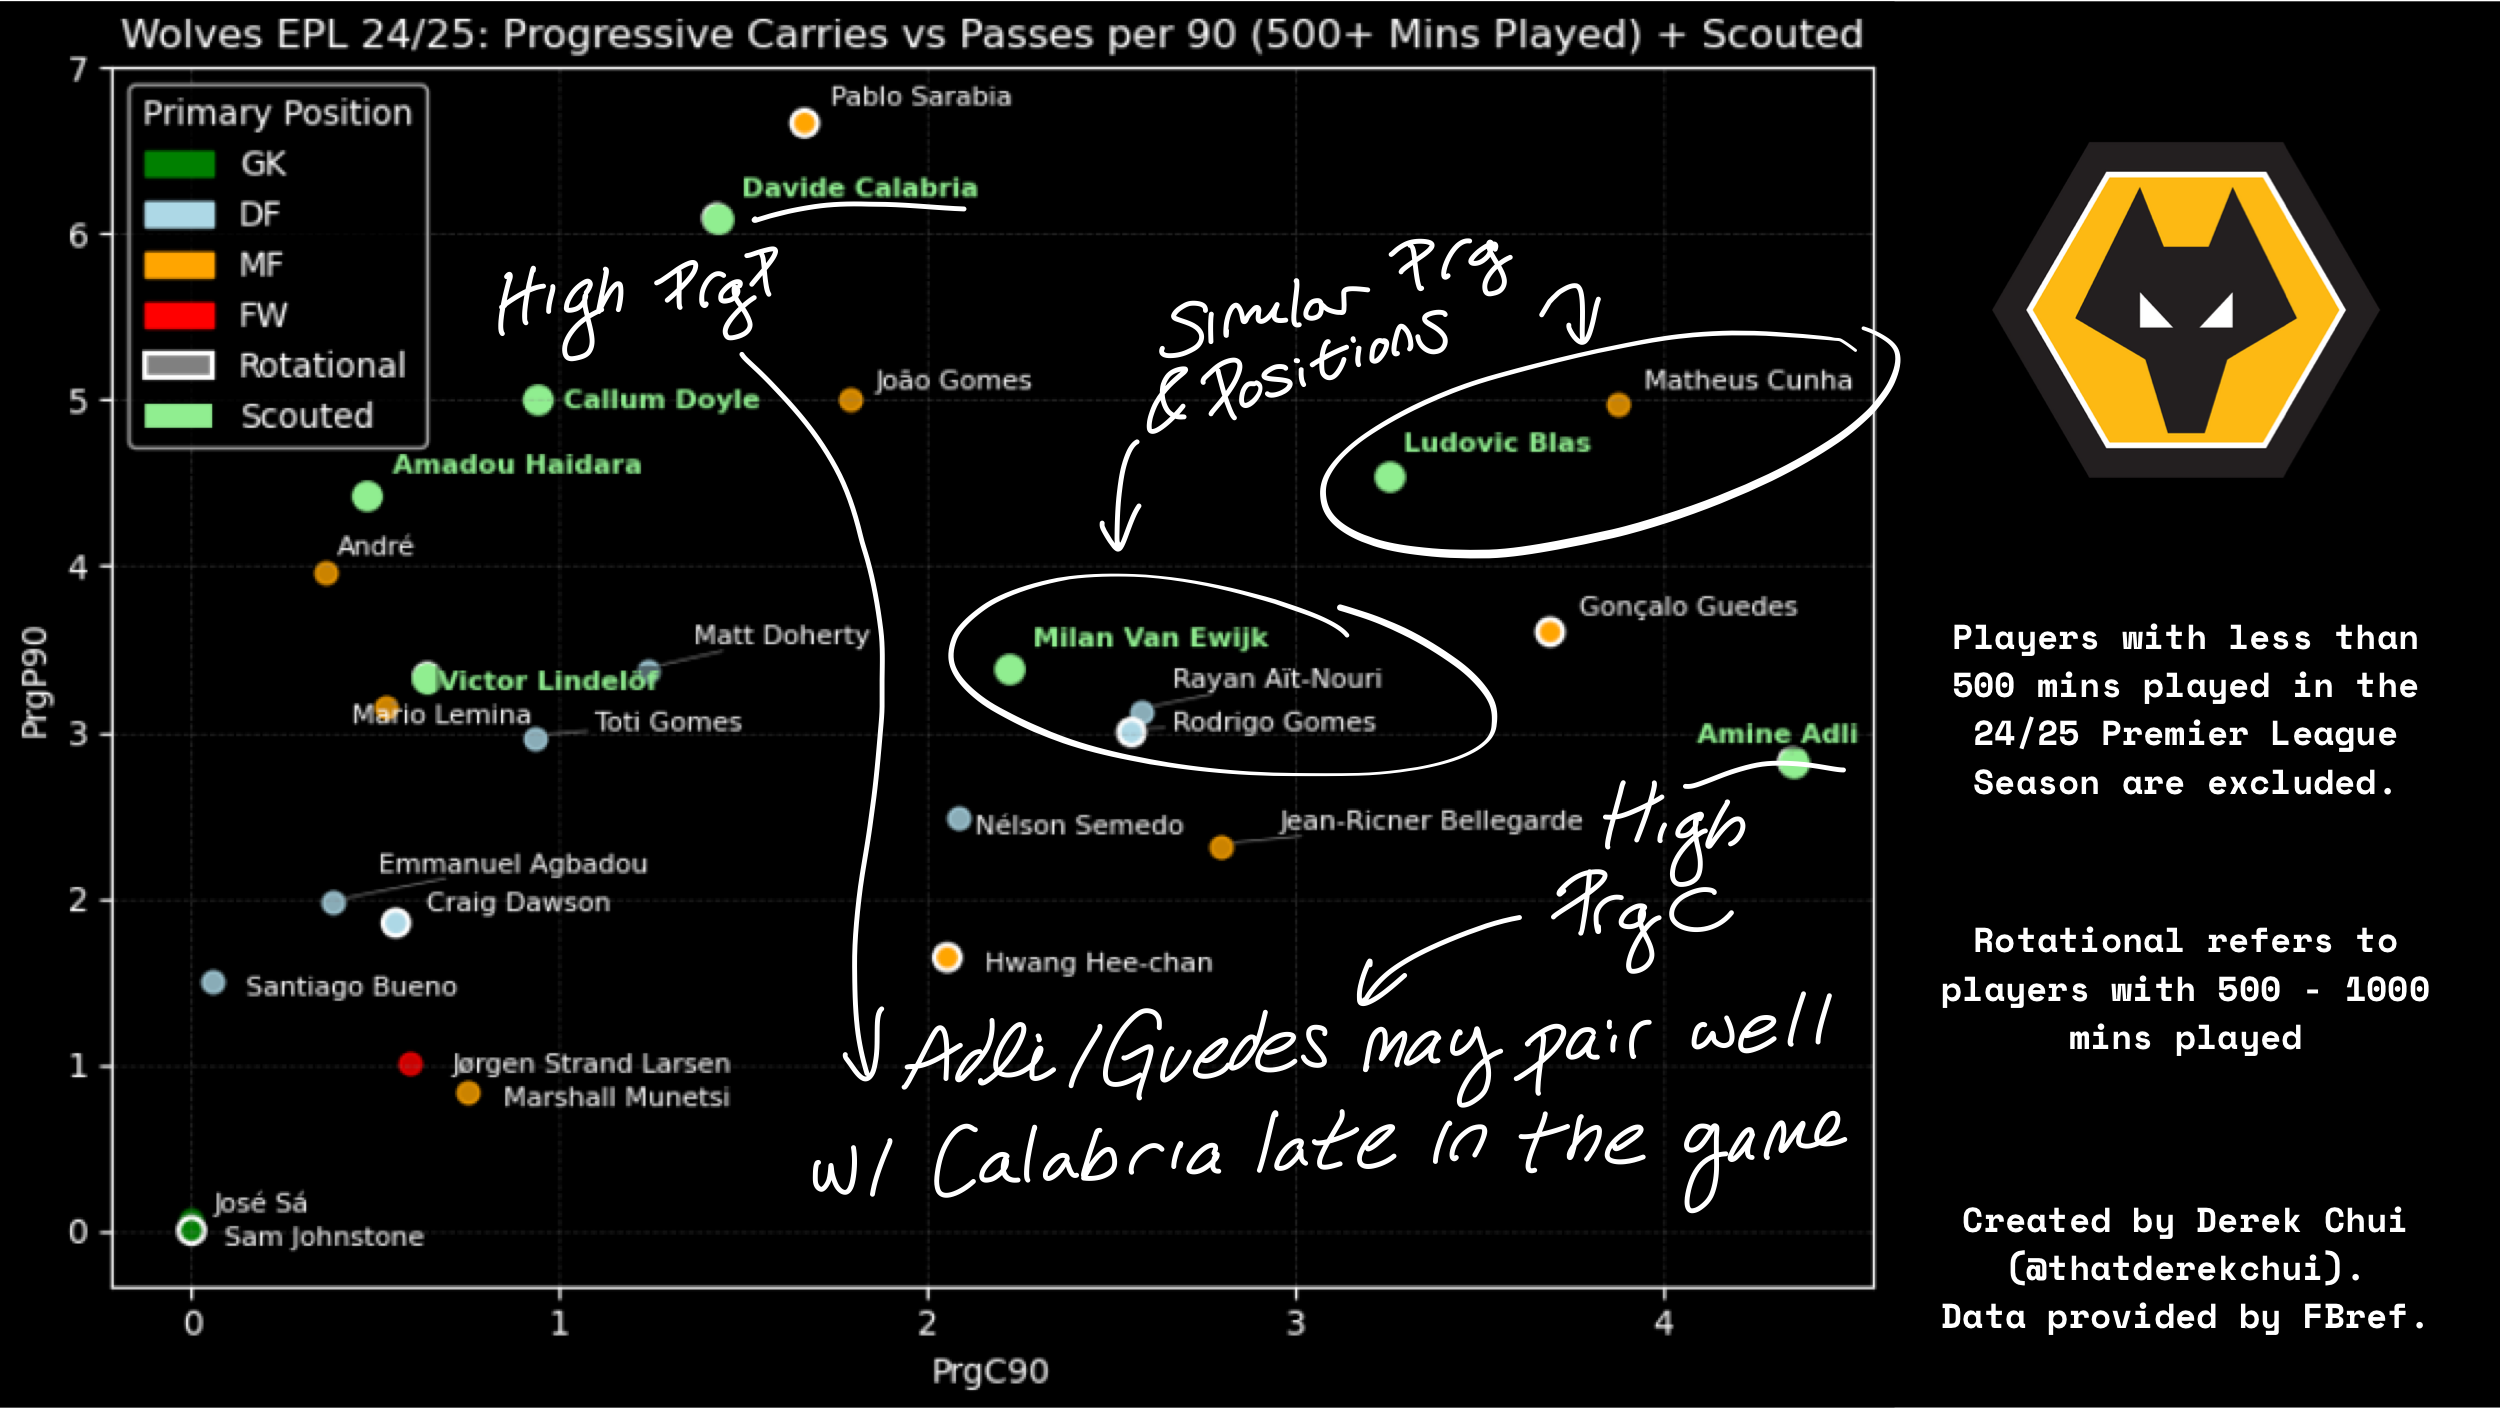 Wolves EPL 24/25: Progressive Carries vs Passes per 90 (500+ Mins Played) + Scouted
Primary Position
GK
DF
MF
FW
Rotational
Scouted
7
6
5
4
3
2
1
0
PrgP90
0
1
2
3
4
PrgC90
Pablo Sarabia
Davide Calabria
High PrgP
Similar Prg
& Positions
Callum Doyle
João Gomes
Matheus Cunha
Ludovic Blas
Amadou Haidara
André
Gonçalo Guedes
Matt Doherty
Milan Van Ewijk
Victor Lindelöf
Rayan Aït-Nouri
Mario Lemina
Toti Gomes
Rodrigo Gomes
Amine Adli
Nélson Semedo
Jean-Ricner Bellegarde
High
PrgC
Emmanuel Agbadou
Craig Dawson
Hwang Hee-chan
Santiago Bueno
Jørgen Strand Larsen
Marshall Munetsi
Adli/Guedes may pair well
w/ Calabria late in the game
José Sá
Sam Johnstone
Players with less than
500 mins played in the
24/25 Premier League
Season are excluded.
Rotational refers to
players with 500 - 1000
mins played
Created by Derek Chui
(@thatderekchui).
Data provided by FBref.